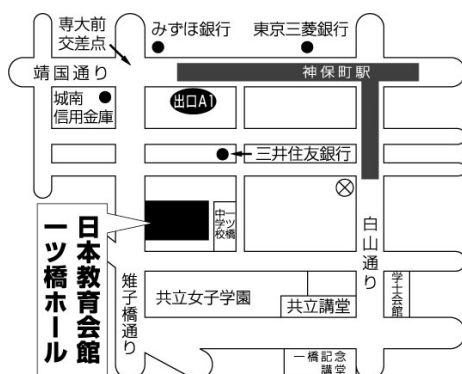 専大前
交差点
みずほ銀行
東京三菱銀行
靖国通り
神保町駅
城南
信用金庫
出口A1
三井住友銀行
一ツ橋
中学校
日本教育会館
一ツ橋ホール
白山通り
雉子橋通り
共立女子学園
共立講堂
学士会館
一橋記念
講堂